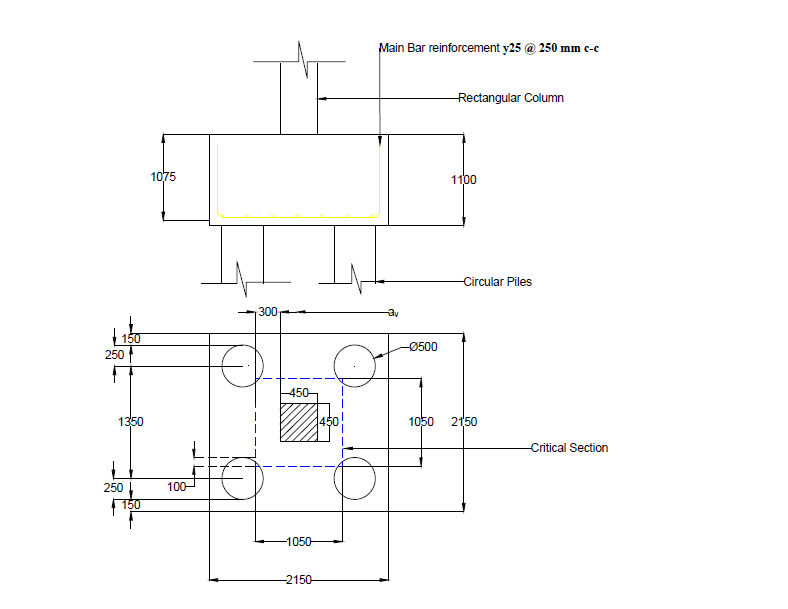 Main Bar reinforcement y25 @ 250 mm c-c
Rectangular Column
1075
1100
Circular Piles
300
av
150
Ø500
250
450
1350
450
1050
2150
Critical Section
100
250
150
1050
2150